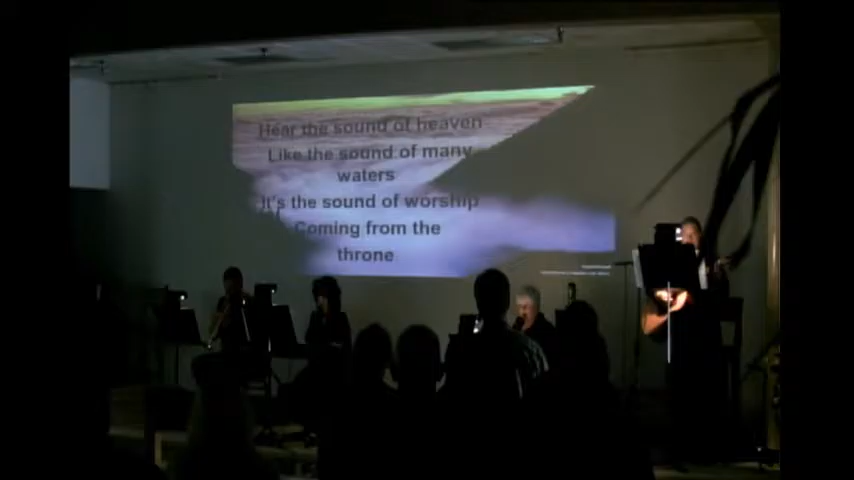 Hear the sound of heaven
Like the sound of many
waters
It's the sound of worship
Coming from the
throne